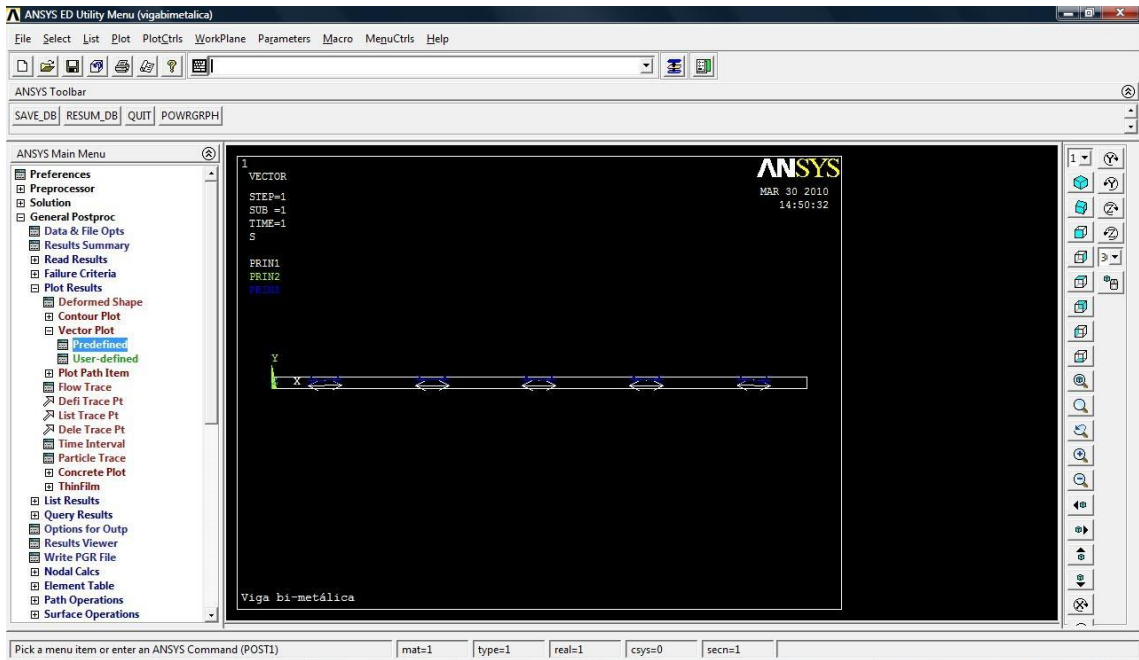 ANSYS ED Utility Menu (vigabimetalica)
File Select List Plot PlotCtrls WorkPlane Parameters Macro MenuCtrls Help
ANSYS Toolbar
SAVE_DB RESUM_DB QUIT POWRGRPH
ANSYS Main Menu
Preferences
Preprocessor
Solution
General Postproc
Data & File Opts
Results Summary
Read Results
Failure Criteria
Plot Results
Deformed Shape
Contour Plot
Vector Plot
Predefined
User-defined
Plot Path Item
Flow Trace
Defi Trace Pt
List Trace Pt
Dele Trace Pt
Time Interval
Particle Trace
Concrete Plot
ThinFilm
List Results
Query Results
Options for Outp
Results Viewer
Write PGR File
Nodal Calcs
Element Table
Path Operations
Surface Operations
1
VECTOR
STEP=1
SUB =1
TIME=1
S
PRIN1
PRIN2
PRIN3
ANSYS
MAR 30 2010
14:50:32
Y
X
Viga bi-metálica
1
Pick a menu item or enter an ANSYS Command (POST1) mat=1 type=1 real=1 csys=0 secn=1